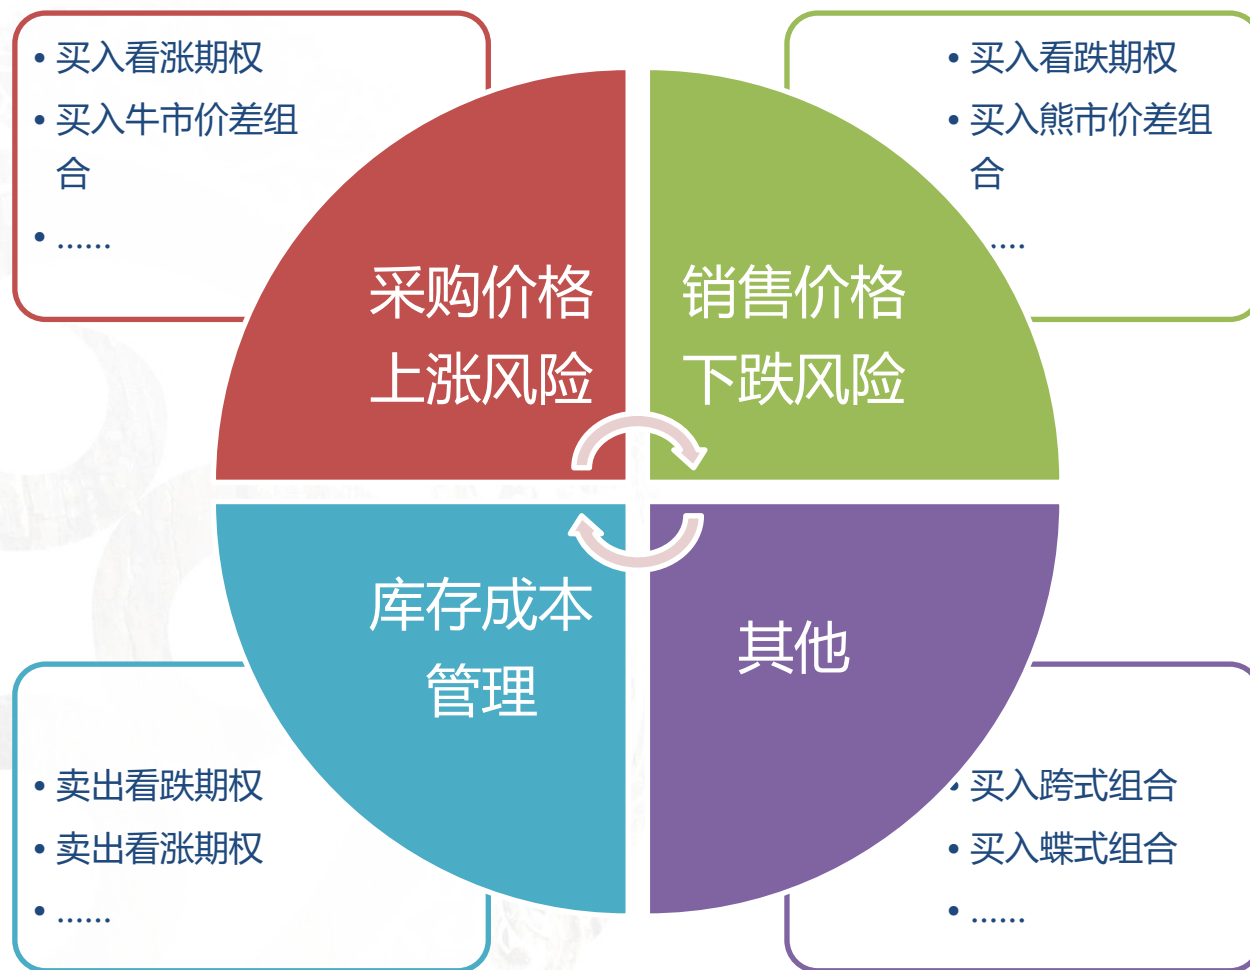 • 买入看涨期权
• 买入牛市价差组
合
• ......
• 买入看跌期权
• 买入熊市价差组
合
....
采购价格
上涨风险
销售价格
下跌风险
库存成本
管理
其他
• 卖出看跌期权
• 卖出看涨期权
• ......
• 买入跨式组合
• 买入蝶式组合
• ......